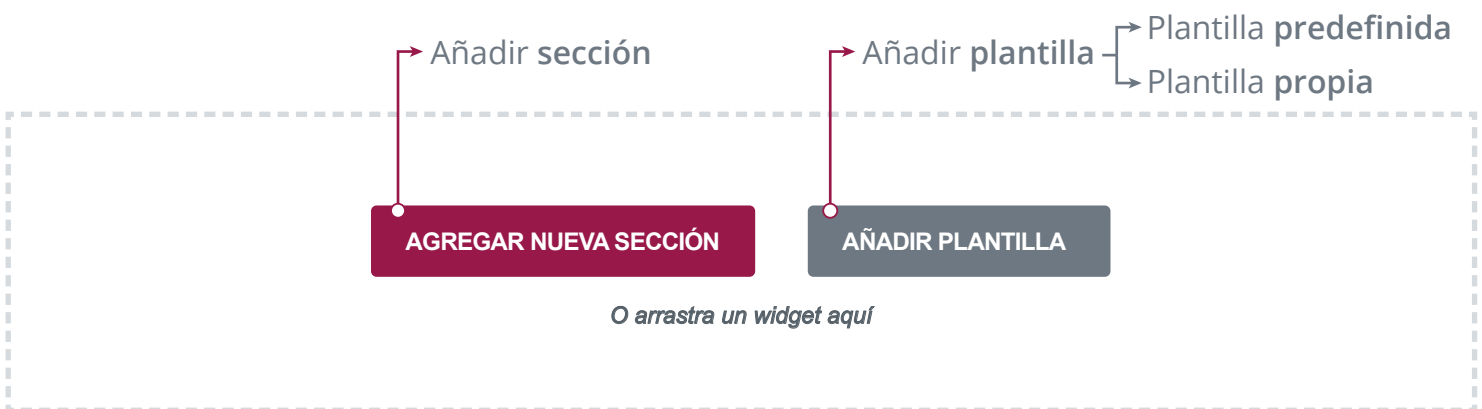 Añadir sección
Añadir plantilla
Plantilla predefinida
Plantilla propia
AGREGAR NUEVA SECCIÓN
AÑADIR PLANTILLA
O arrastra un widget aquí